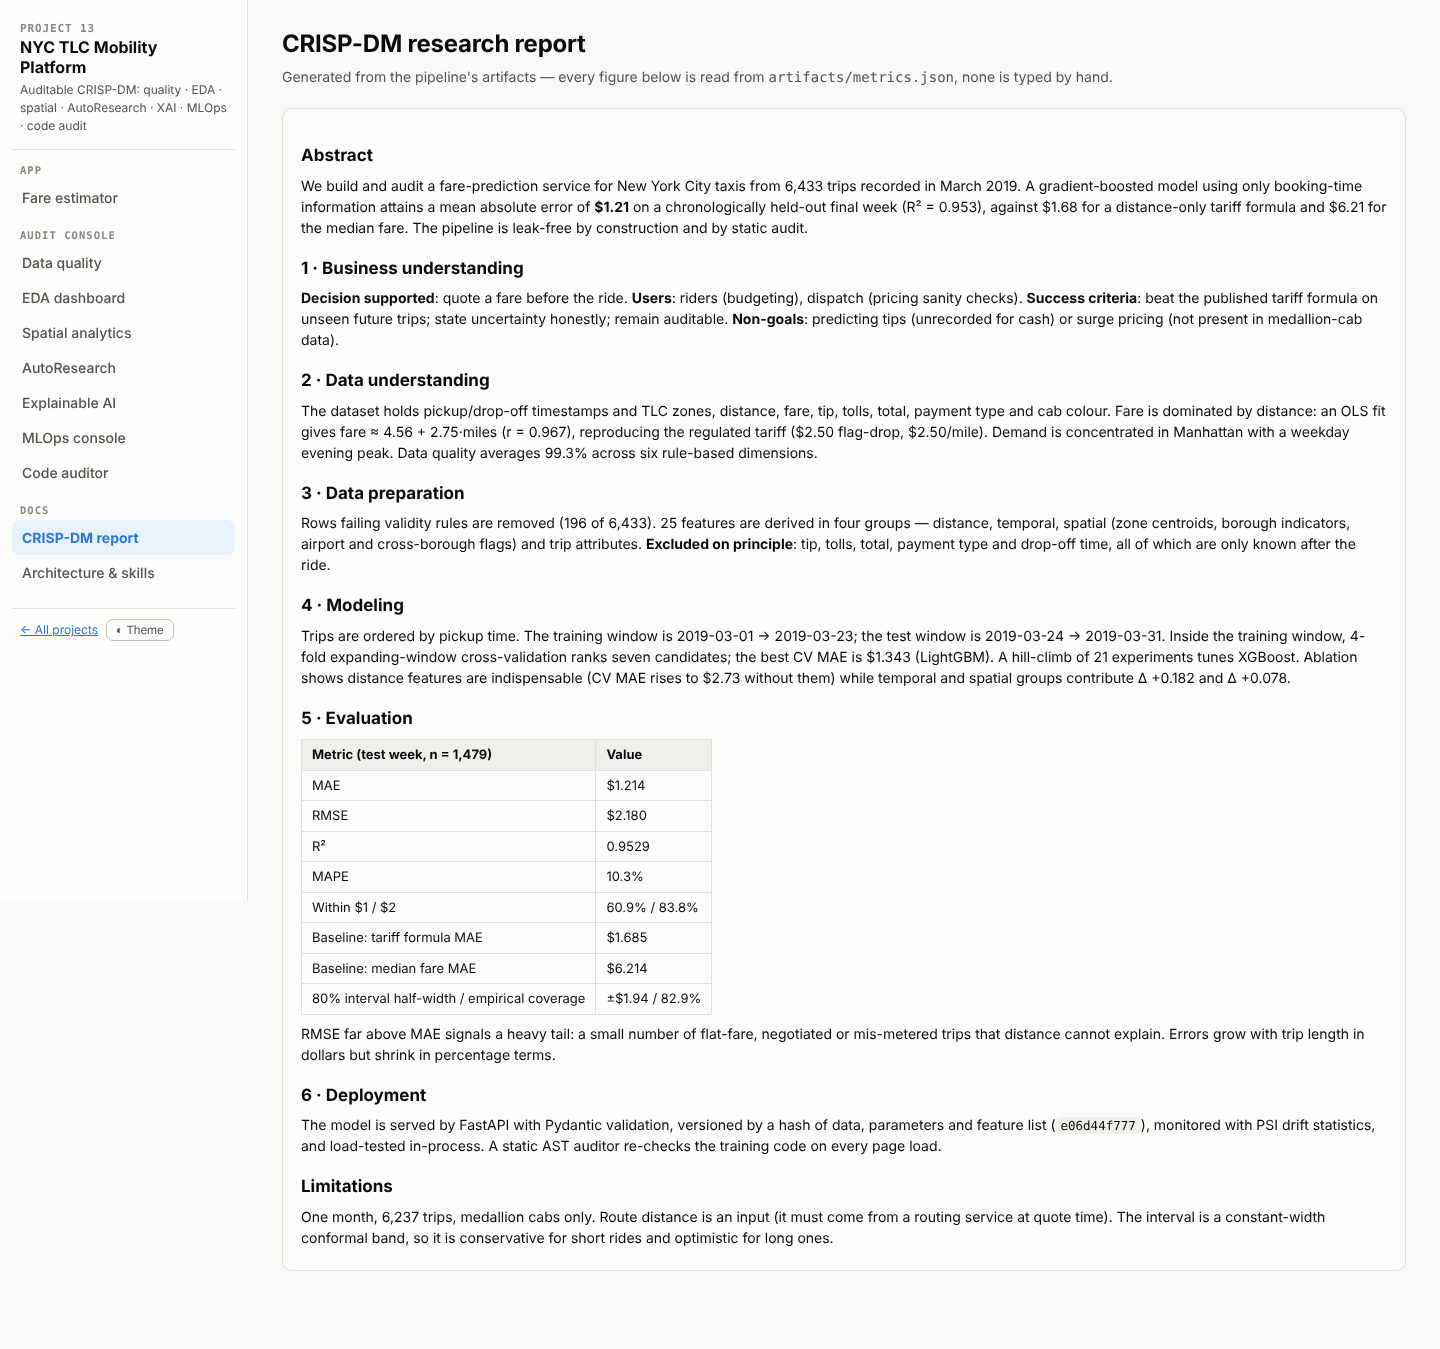 PROJECT 13
NYC TLC Mobility
Platform
Auditable CRISP-DM: quality · EDA ·
spatial · AutoResearch · XAI · MLOps
· code audit
APP
Fare estimator
AUDIT CONSOLE
Data quality
EDA dashboard
Spatial analytics
AutoResearch
Explainable AI
MLOps console
Code auditor
DOCS
CRISP-DM report
Architecture & skills
← All projects
Theme
CRISP-DM research report
Generated from the pipeline's artifacts — every figure below is read from artifacts/metrics.json, none is typed by hand.
Abstract
We build and audit a fare-prediction service for New York City taxis from 6,433 trips recorded in March 2019. A gradient-boosted model using only booking-time
information attains a mean absolute error of $1.21 on a chronologically held-out final week (R² = 0.953), against $1.68 for a distance-only tariff formula and $6.21 for
the median fare. The pipeline is leak-free by construction and by static audit.
1 · Business understanding
Decision supported: quote a fare before the ride. Users: riders (budgeting), dispatch (pricing sanity checks). Success criteria: beat the published tariff formula on
unseen future trips; state uncertainty honestly; remain auditable. Non-goals: predicting tips (unrecorded for cash) or surge pricing (not present in medallion-cab
data).
2 · Data understanding
The dataset holds pickup/drop-off timestamps and TLC zones, distance, fare, tip, tolls, total, payment type and cab colour. Fare is dominated by distance: an OLS fit
gives fare ≈ 4.56 + 2.75·miles (r = 0.967), reproducing the regulated tariff ($2.50 flag-drop, $2.50/mile). Demand is concentrated in Manhattan with a weekday
evening peak. Data quality averages 99.3% across six rule-based dimensions.
3 · Data preparation
Rows failing validity rules are removed (196 of 6,433). 25 features are derived in four groups — distance, temporal, spatial (zone centroids, borough indicators,
airport and cross-borough flags) and trip attributes. Excluded on principle: tip, tolls, total, payment type and drop-off time, all of which are only known after the
ride.
4 · Modeling
Trips are ordered by pickup time. The training window is 2019-03-01 → 2019-03-23; the test window is 2019-03-24 → 2019-03-31. Inside the training window, 4-
fold expanding-window cross-validation ranks seven candidates; the best CV MAE is $1.343 (LightGBM). A hill-climb of 21 experiments tunes XGBoost. Ablation
shows distance features are indispensable (CV MAE rises to $2.73 without them) while temporal and spatial groups contribute Δ +0.182 and Δ +0.078.
5 · Evaluation
Metric (test week, n = 1,479) Value
MAE $1.214
RMSE $2.180
R² 0.9529
MAPE 10.3%
Within $1 / $2 60.9% / 83.8%
Baseline: tariff formula MAE $1.685
Baseline: median fare MAE $6.214
80% interval half-width / empirical coverage ±$1.94 / 82.9%
RMSE far above MAE signals a heavy tail: a small number of flat-fare, negotiated or mis-metered trips that distance cannot explain. Errors grow with trip length in
dollars but shrink in percentage terms.
6 · Deployment
The model is served by FastAPI with Pydantic validation, versioned by a hash of data, parameters and feature list ( e06d44f777 ), monitored with PSI drift statistics,
and load-tested in-process. A static AST auditor re-checks the training code on every page load.
Limitations
One month, 6,237 trips, medallion cabs only. Route distance is an input (it must come from a routing service at quote time). The interval is a constant-width
conformal band, so it is conservative for short rides and optimistic for long ones.